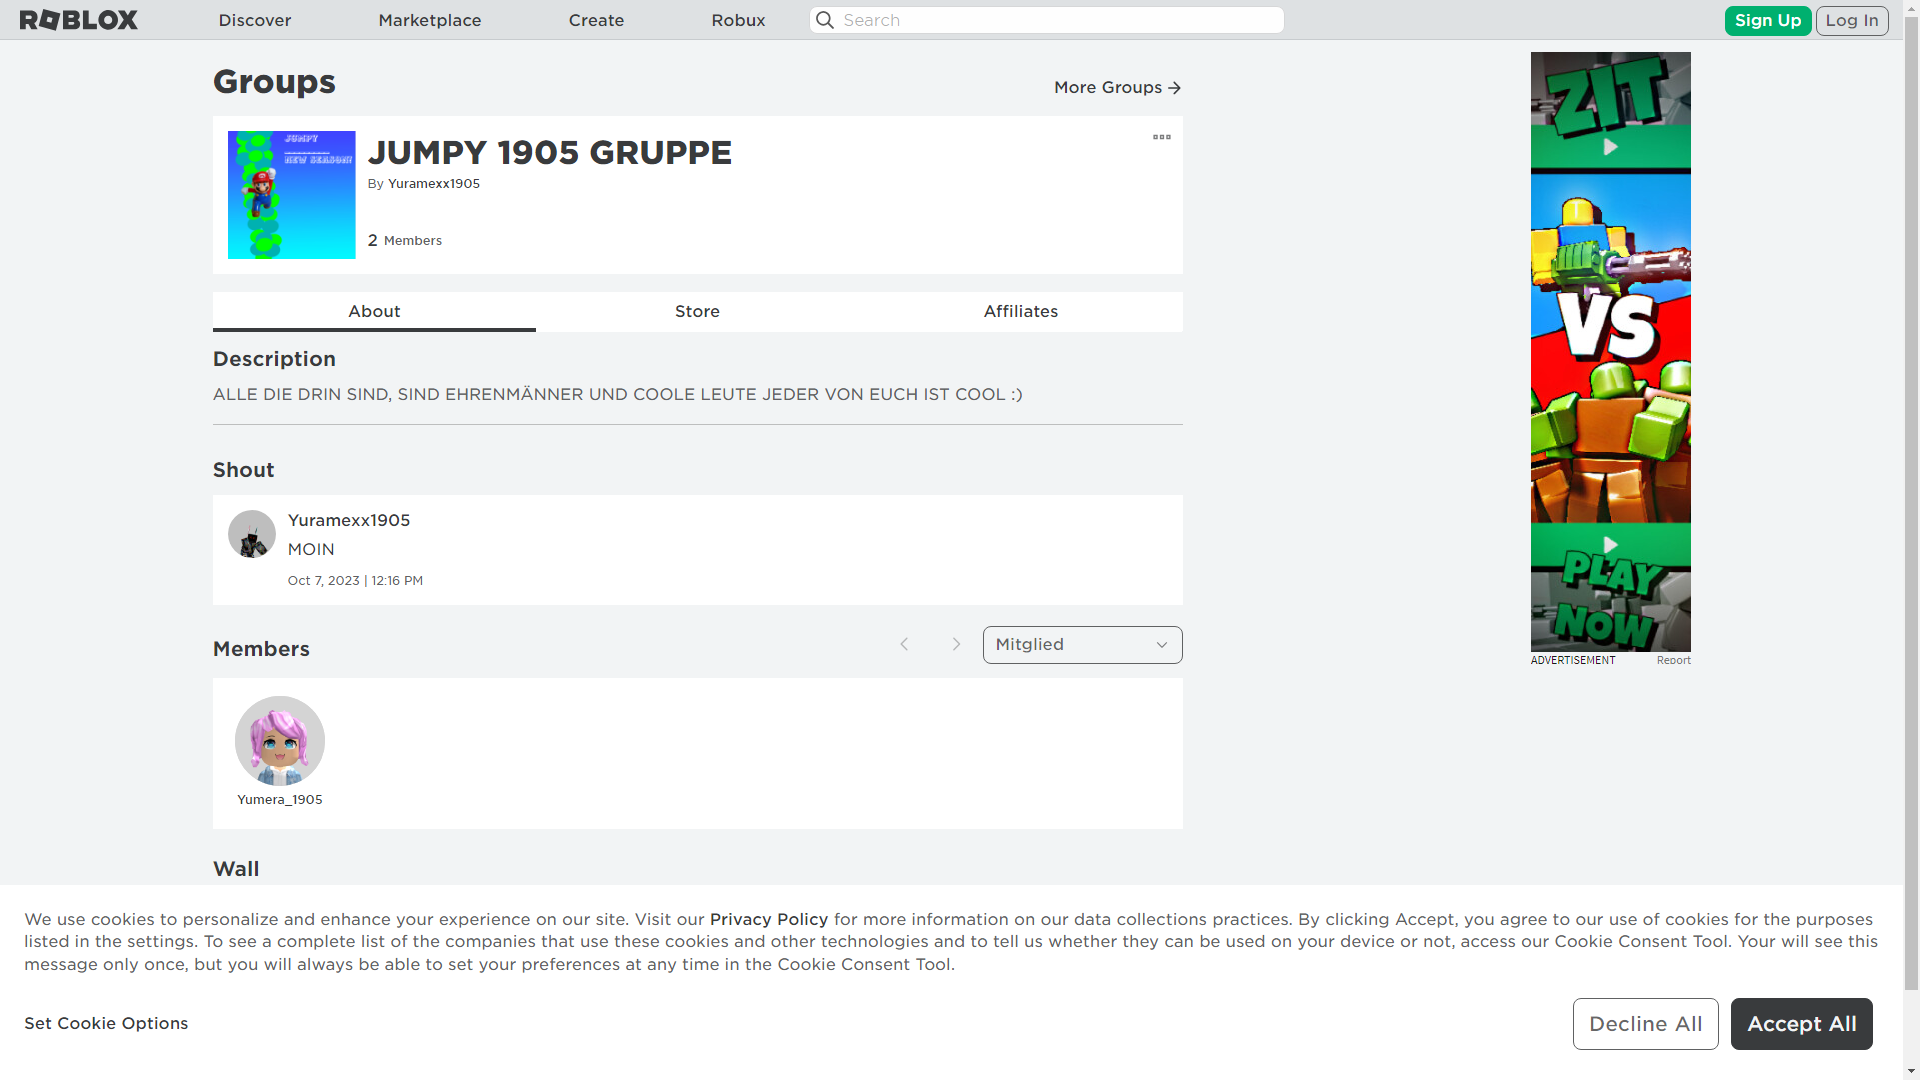 ROBLOX
Discover
Marketplace
Create
Robux
Search
Sign Up
Log In
Groups
More Groups
JUMPY
NEW SEASON!
JUMPY 1905 GRUPPE
By Yuramexx1905
2 Members
About
Store
Affiliates
Description
ALLE DIE DRIN SIND, SIND EHRENMÄNNER UND COOLE LEUTE JEDER VON EUCH IST COOL :)
Shout
Yuramexx1905
MOIN
Oct 7, 2023 | 12:16 PM
Members
Mitglied
Yumera_1905
Wall
ZIT
VS
PLAY
NOW
ADVERTISEMENT
Report
We use cookies to personalize and enhance your experience on our site. Visit our Privacy Policy for more information on our data collections practices. By clicking Accept, you agree to our use of cookies for the purposes
listed in the settings. To see a complete list of the companies that use these cookies and other technologies and to tell us whether they can be used on your device or not, access our Cookie Consent Tool. Your will see this
message only once, but you will always be able to set your preferences at any time in the Cookie Consent Tool.
Set Cookie Options
Decline All
Accept All